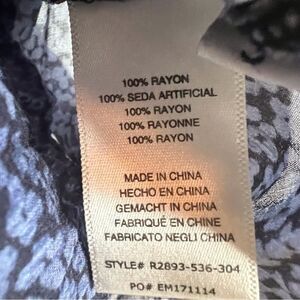 100% RAYON
100% SEDA ARTIFICIAL
100% RAYON
100% RAYONNE
100% RAYON
MADE IN CHINA
HECHO EN CHINA
GEMACHT IN CHINA
FABRIQUÉ EN CHINE
FABRICATO NEGLI CHINA
STYLE# R2893-536-304
PO# EM171114